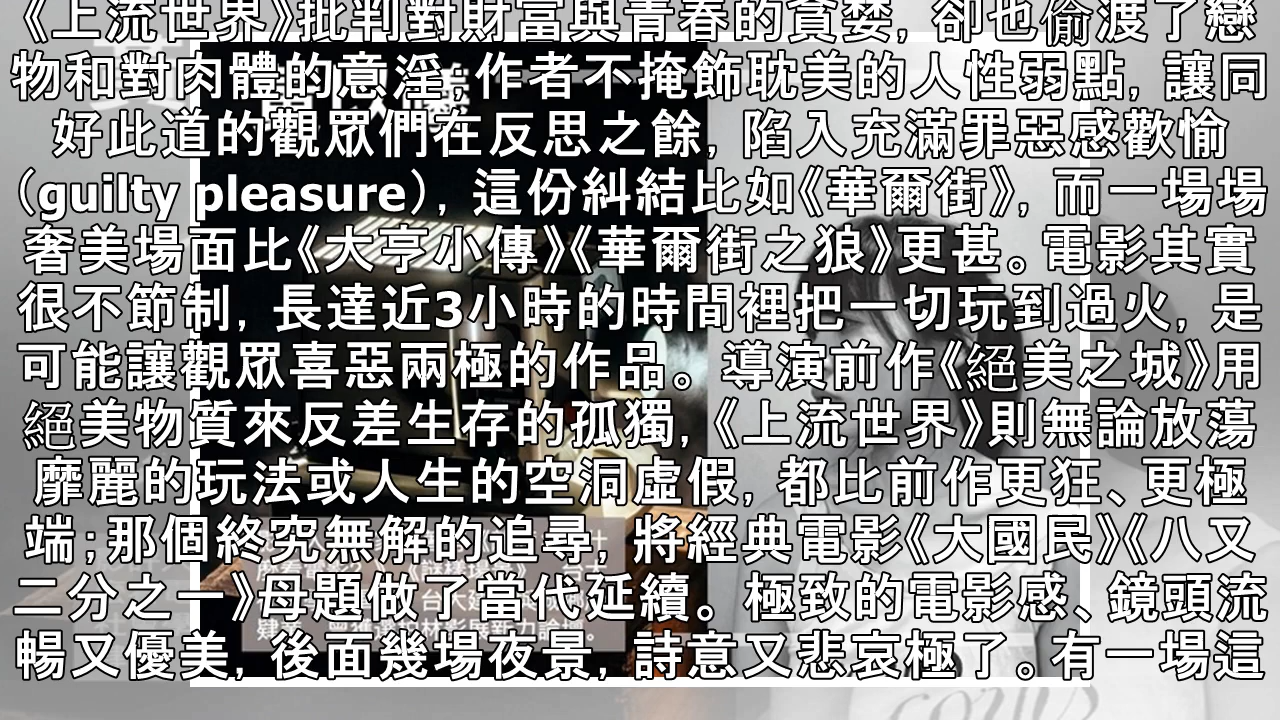 《上流世界》批判對財富與青春的貪婪，卻也偷渡了戀
物和對肉體的意淫，作者不掩飾耽美的人性弱點，讓同
好此道的觀眾們在反思之餘，陷入充滿罪惡感歡愉
（guilty pleasure），這份糾結比如《華爾街》，而一場場
奢美場面比《大亨小傳》《華爾街之狼》更甚。電影其實
很不節制，長達近3小時的時間裡把一切玩到過火，是
可能讓觀眾喜惡兩極的作品。導演前作《絕美之城》用
絕美物質來反差生存的孤獨，《上流世界》則無論放蕩
靡麗的玩法或人生的空洞虛假，都比前作更狂、更極
端；那個終究無解的追尋，將經典電影《大國民》《八又
二分之一》母題做了當代延續。極致的電影感、鏡頭流
暢又優美，後面幾場夜景，詩意又悲哀極了。有一場這